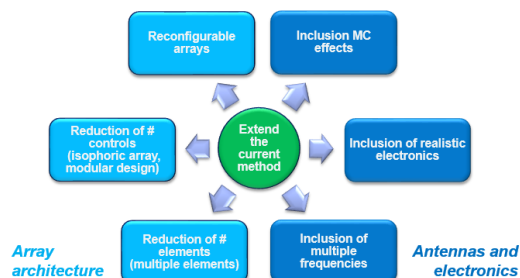 Reconfigurable
arrays
Inclusion MC
effects
Reduction of #
controls
(isophoric array,
modular design)
Extend
the
current
method
Inclusion of realistic
electronics
Reduction of #
elements
(multiple elements)
Inclusion of
multiple
frequencies
Array
architecture
Antennas and
electronics